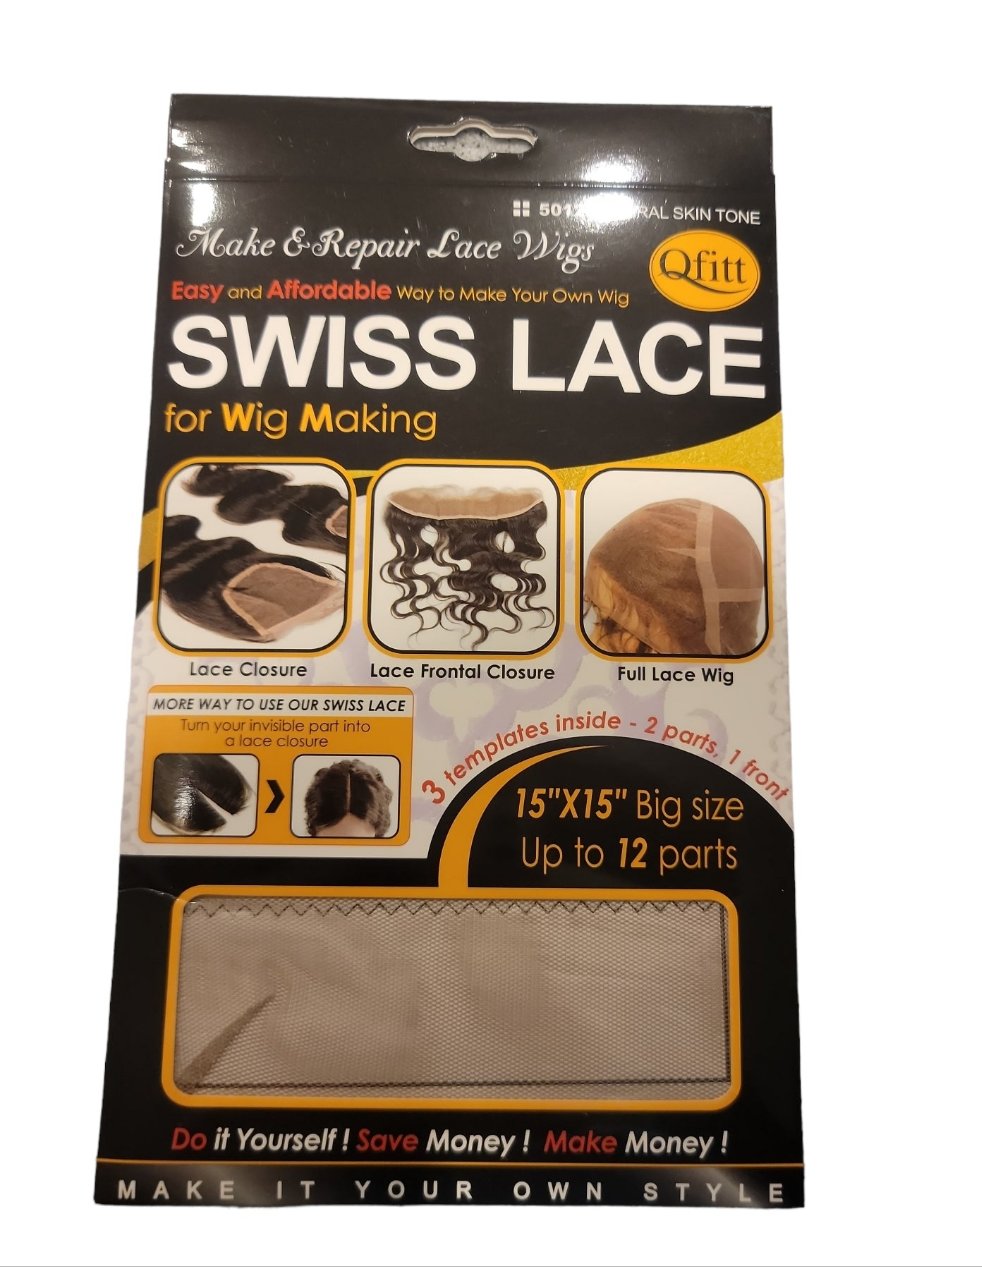 SKIN TONE
Make & Repair Lace Wigs
Qfitt
Easy and Affordable Way to Make Your Own Wig
SWISS LACE
for Wig Making
Lace Closure
Lace Frontal Closure
Full Lace Wig
MORE WAY TO USE OUR SWISS LACE
Turn your invisible part into
a lace closure
3 templates inside - 2 parts, 1 front
15"X15" Big size
Up to 12 parts
Do it Yourself ! Save Money ! Make Money !
MAKE IT YOUR OWN STYLE